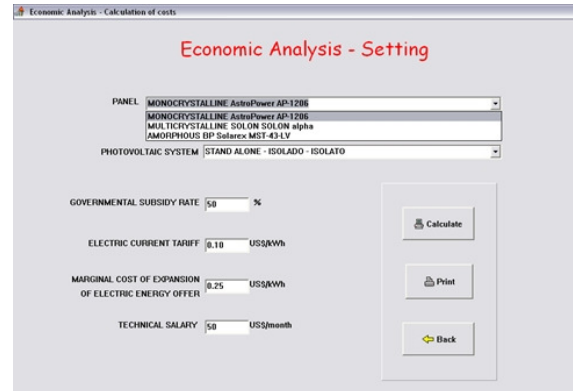 Economic Analysis - Calculation of costs
Economic Analysis - Setting
PANEL MONOCRYSTALLINE AstroPower AP-1206
MONOCRYSTALLINE AstroPower AP-1206
MULTICRYSTALLINE SOLON SOLON alpha
AMORPHOUS BP Solarex MST-43-LV
PHOTOVOLTAIC SYSTEM STAND ALONE - ISOLADO - ISOLATO
GOVERNMENTAL SUBSIDY RATE 50 %
Calculate
ELECTRIC CURRENT TARIFF 0.10 US$/kWh
MARGINAL COST OF EXPANSION
OF ELECTRIC ENERGY OFFER 0.25 US$/kWh
Print
TECHNICAL SALARY 50 US$/month
Back